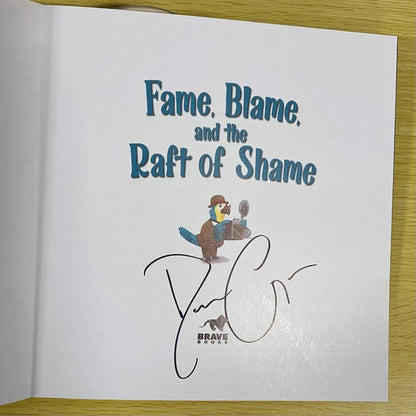 Fame, Blame,
and the
Raft of Shame
BRAVE
BOOKS